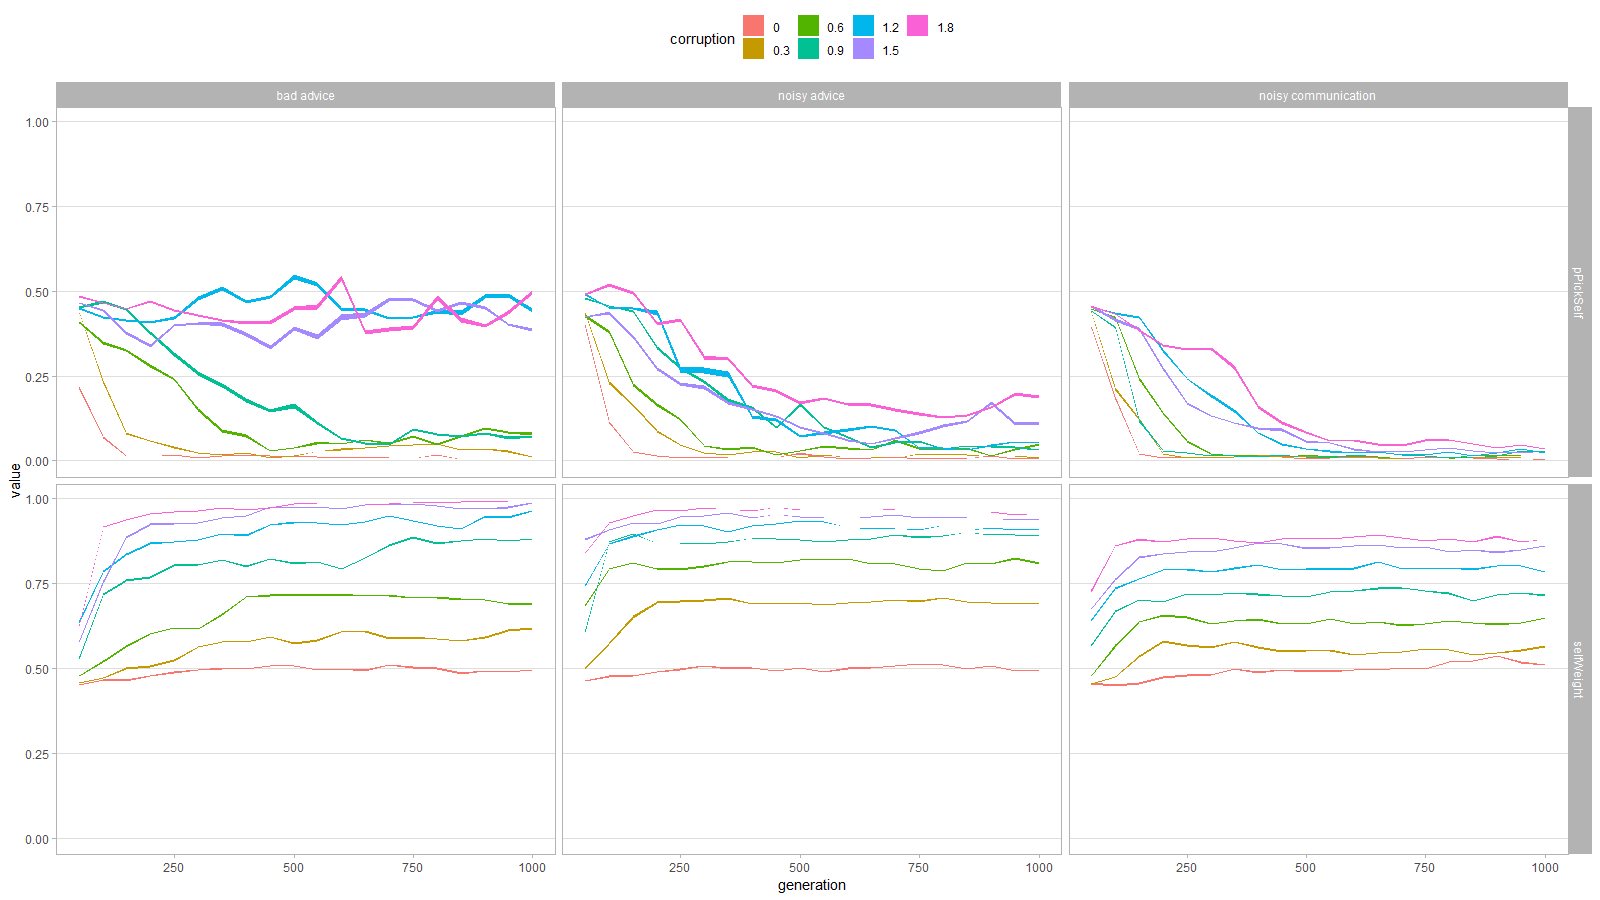 corruption
0 0.6 1.2 1.8
0.3 0.9 1.5
bad advice noisy advice noisy communication
1.00
0.75
0.50
0.25
0.00
pPickSelf
value
1.00
0.75
0.50
0.25
0.00
selfWeight
250 500 750 1000 250 500 750 1000 250 500 750 1000
generation